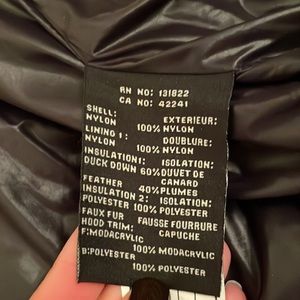 RN NO: 131822
CA NO: 42241
SHELL: EXTERIEUR:
NYLON 100% NYLON
LINING 1: DOUBLURE:
NYLON 100% NYLON
INSULATION1: ISOLATION:
DUCK DOWN 60% DUVET DE
CANARD
FEATHER 40% PLUMES
INSULATION 2: ISOLATION:
POLYESTER 100% POLYESTER
FAUX FUR FAUSSE FOURRURE
HOOD TRIM: CAPUCHE
F:MODACRYLIC
100% MODACRYLIC
B:POLYESTER
100% POLYESTER